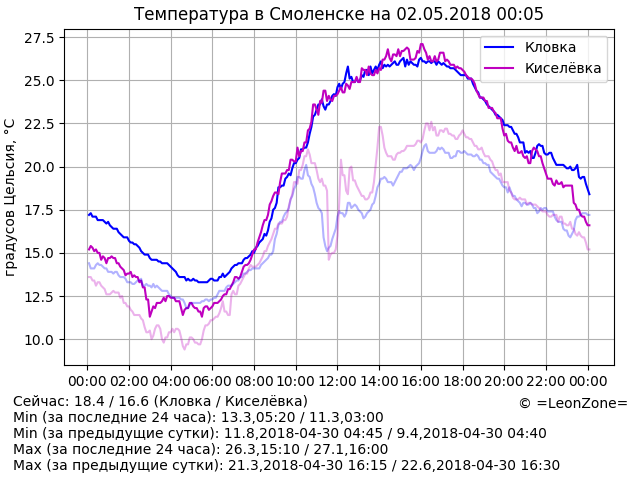 Температура в Смоленске на 02.05.2018 00:05
градусов Цельсия, °C
27.5
25.0
22.5
20.0
17.5
15.0
12.5
10.0
Кловка
Киселёвка
00:00 02:00 04:00 06:00 08:00 10:00 12:00 14:00 16:00 18:00 20:00 22:00 00:00
Сейчас: 18.4 / 16.6 (Кловка / Киселёвка)
© =LeonZone=
Min (за последние 24 часа): 13.3,05:20 / 11.3,03:00
Min (за предыдущие сутки): 11.8,2018-04-30 04:45 / 9.4,2018-04-30 04:40
Max (за последние 24 часа): 26.3,15:10 / 27.1,16:00
Max (за предыдущие сутки): 21.3,2018-04-30 16:15 / 22.6,2018-04-30 16:30